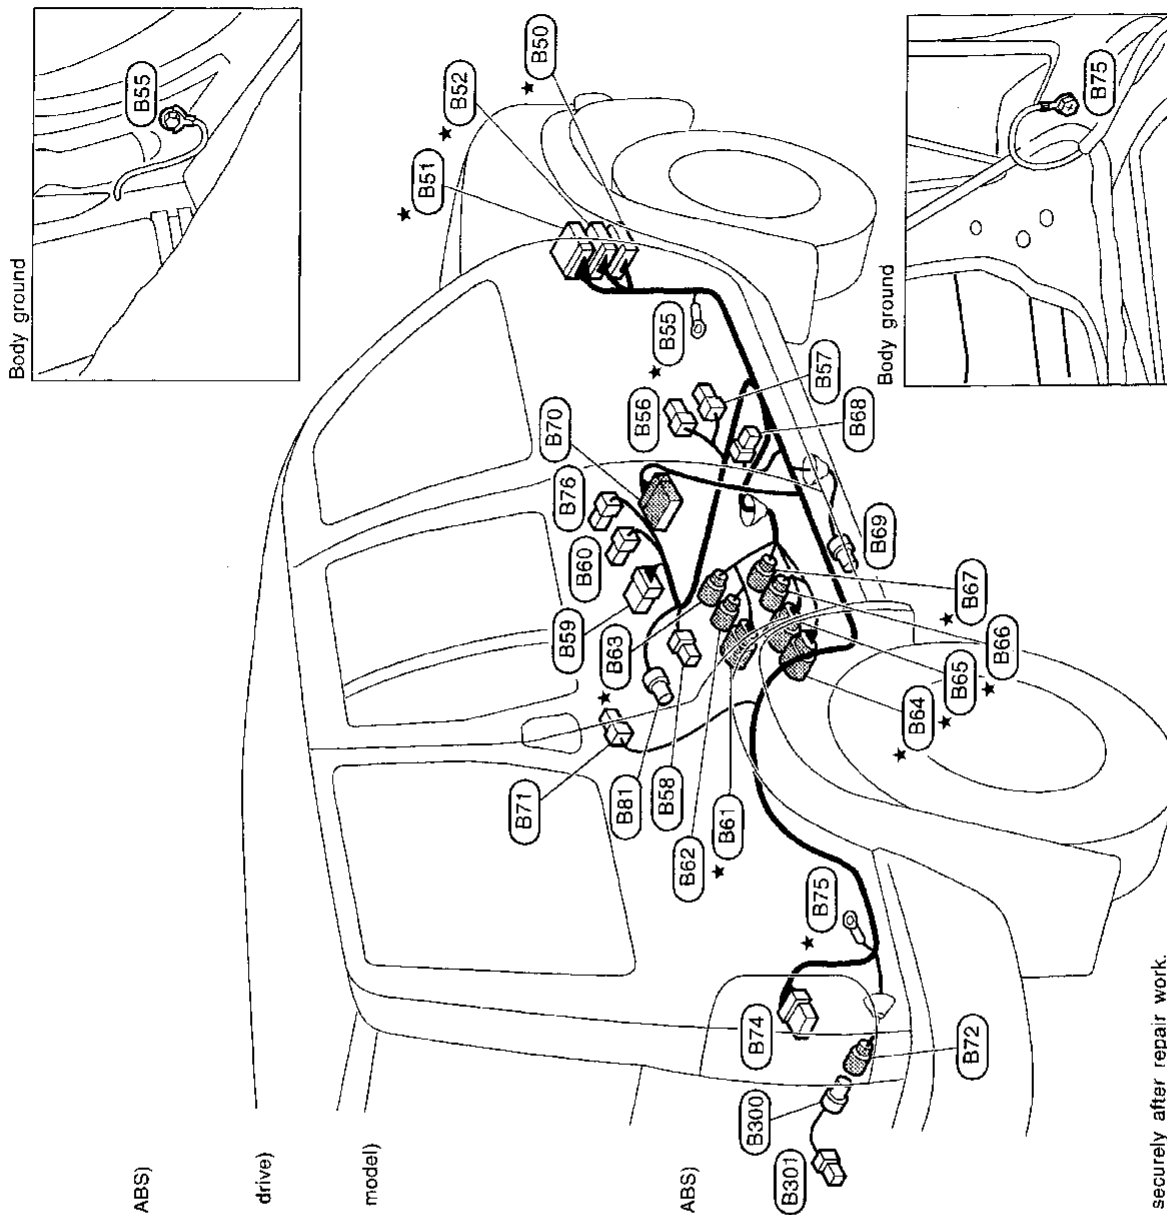 Body ground
ABS)
B55
drive)
model)
★ B51
★ B52
★ B50
B70
B71
B76
B59
B60
★ B63
B81
B56
★ B55
B58
B62
ABS)
★ B61
B300
B74
B301
★ B75
B57
B68
B69
Body ground
★ B64
★ B65
B72
★ B67
★ B66
B75
securely after repair work.